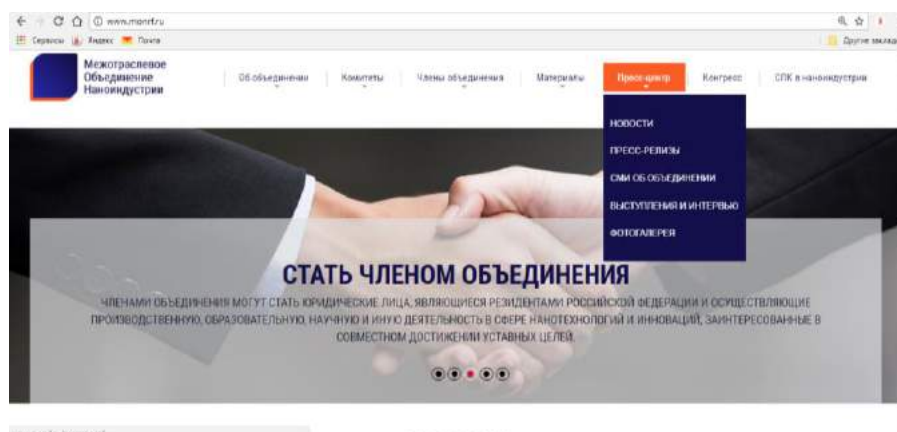 www.monrf.ru
Сервисы Яндекс Почта Другие заклад
Межотраслевое
Объединение
Наноиндустрии
Об объединении Комитеты Члены объединения Материалы Пресс-центр Конгресс СПК в наноиндустрии
НОВОСТИ
ПРЕСС-РЕЛИЗЫ
СМИ ОБ ОБЪЕДИНЕНИИ
ВЫСТУПЛЕНИЯ И ИНТЕРВЬЮ
ФОТОГАЛЕРЕЯ
СТАТЬ ЧЛЕНОМ ОБЪЕДИНЕНИЯ
ЧЛЕНАМИ ОБЪЕДИНЕНИЯ МОГУТ СТАТЬ ЮРИДИЧЕСКИЕ ЛИЦА, ЯВЛЯЮЩИЕСЯ РЕЗИДЕНТАМИ РОССИЙСКОЙ ФЕДЕРАЦИИ И ОСУЩЕСТВЛЯЮЩИЕ
ПРОИЗВОДСТВЕННУЮ, ОБРАЗОВАТЕЛЬНУЮ, НАУЧНУЮ И ИНУЮ ДЕЯТЕЛЬНОСТЬ В СФЕРЕ НАНОТЕХНОЛОГИЙ И ИННОВАЦИЙ, ЗАИНТЕРЕСОВАННЫЕ В
СОВМЕСТНОМ ДОСТИЖЕНИИ УСТАВНЫХ ЦЕЛЕЙ.